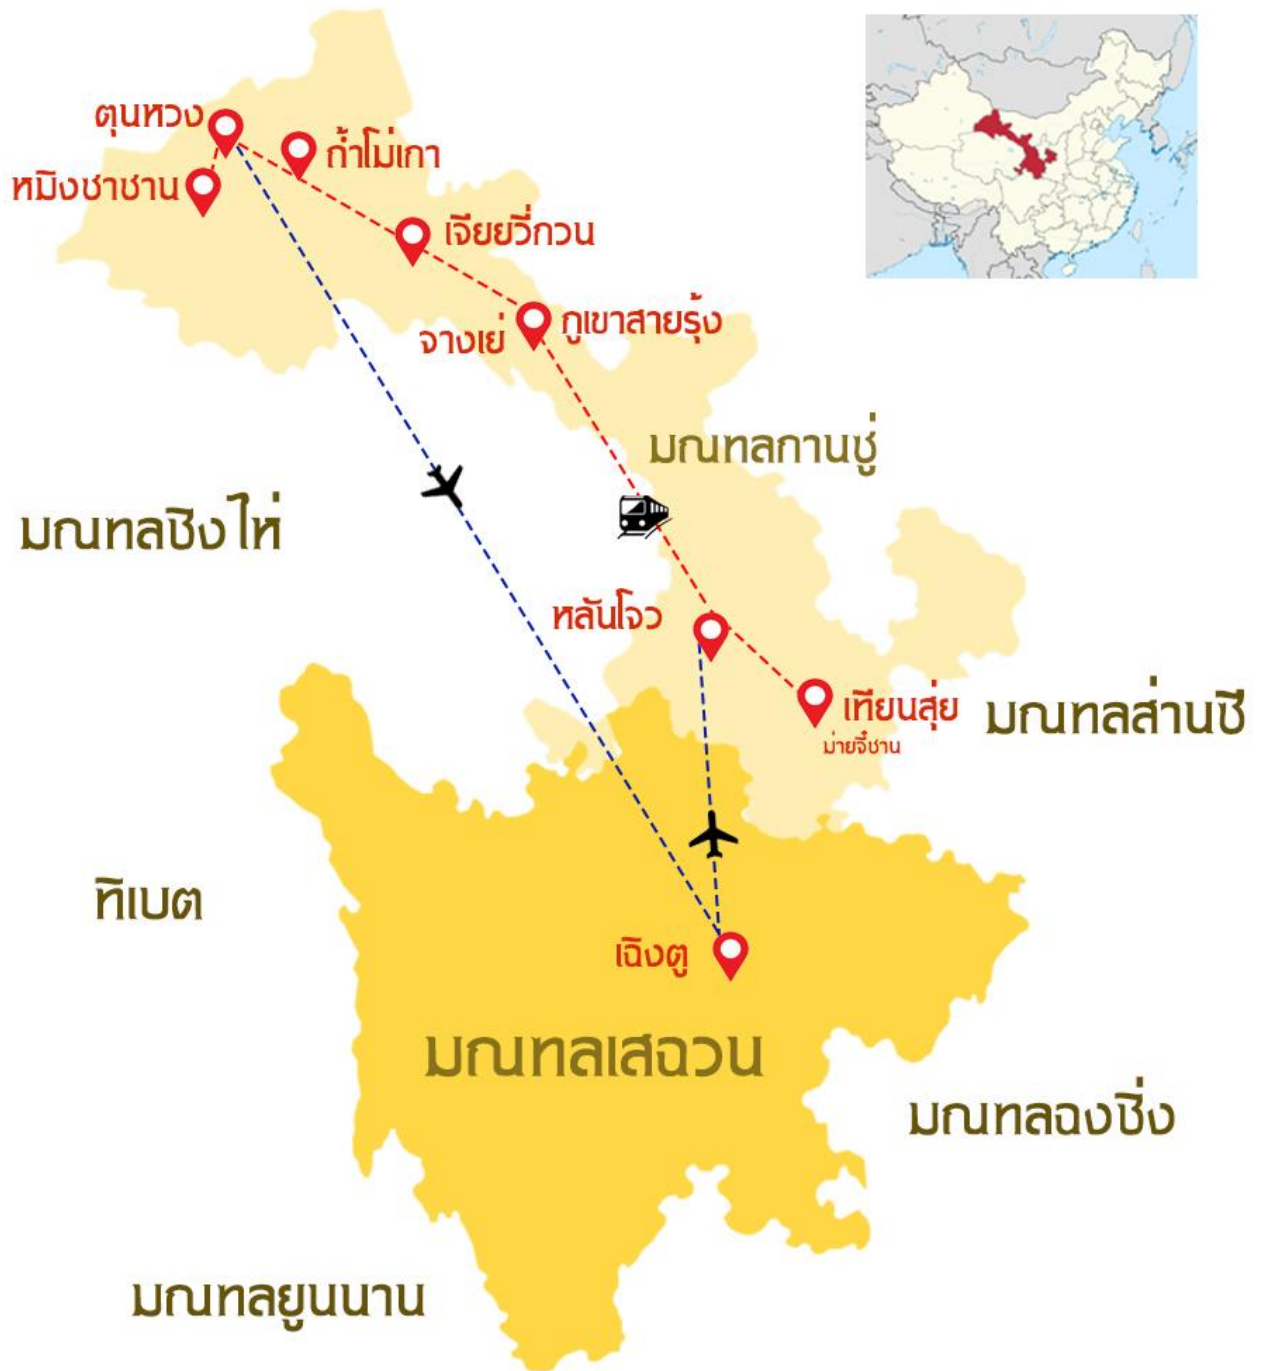 ตุนหวง
ก้ำโม่เกา
หมิงชาชาน
เจียยวี่กวน
ภูเขาสายรุ้ง
จางเย่
มณฑลกานซู่
มณฑลชิงไห่
หลันโจว
เทียนสุ่ย
ม่ายจีชาน
มณฑลส่านซี
ทิเบต
เฉิงตู
มณฑลเสฉวน
มณฑลฉงชิ่ง
มณฑลยูนนาน